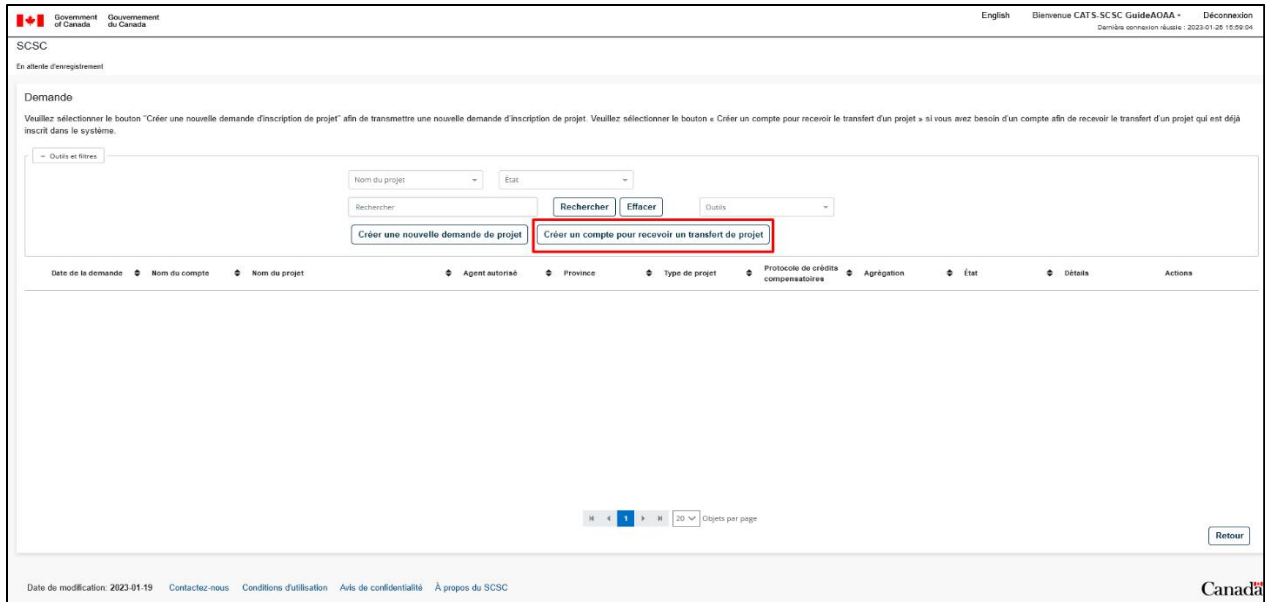 Government of Canada Gouvernement du Canada English Bienvenue CATS-SCSC GuideAOAA Déconnexion
Dernière connexion réussie : 2023-01-25 15:59:04
SCSC
En attente d'enregistrement
Demande
Veuillez sélectionner le bouton "Créer une nouvelle demande d'inscription de projet" afin de transmettre une nouvelle demande d'inscription de projet. Veuillez sélectionner le bouton « Créer un compte pour recevoir le transfert d'un projet » si vous avez besoin d'un compte afin de recevoir le transfert d'un projet qui est déjà
inscrit dans le système.
− Outils et filtres
Nom du projet État
Rechercher Rechercher Effacer Outils
Créer une nouvelle demande de projet Créer un compte pour recevoir un transfert de projet
Date de la demande Nom du compte Nom du projet Agent autorisé Province Type de projet Protocole de crédits compensatoires Agrégation État Détails Actions
1 20 Objets par page
Retour
Date de modification: 2023-01-19 Contactez-nous Conditions d'utilisation Avis de confidentialité À propos du SCSC Canada